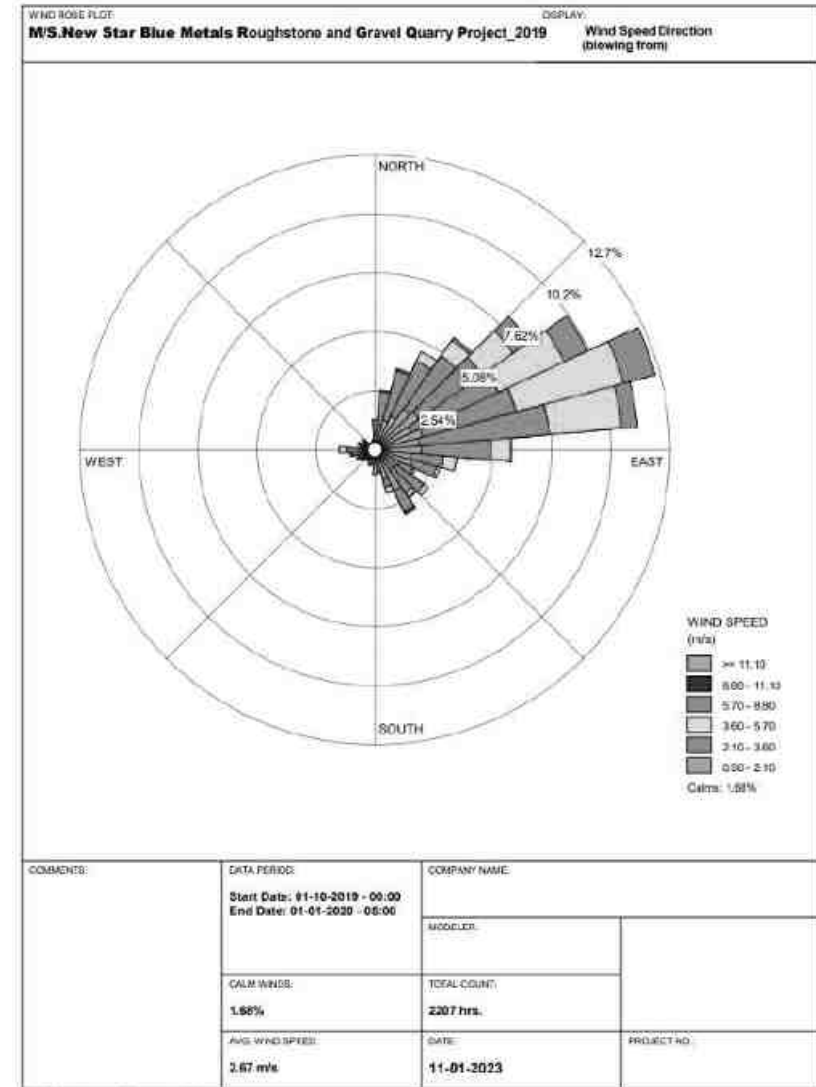 WIND ROSE PLOT:
M/S.New Star Blue Metals Roughstone and Gravel Quarry Project_2019
DISPLAY:
Wind Speed Direction
(blowing from)
NORTH
12.7%
10.2%
7.62%
5.08%
2.54%
WEST
EAST
SOUTH
WIND SPEED
(m/s)
>= 11.10
8.80 - 11.10
5.70 - 8.80
3.60 - 5.70
2.10 - 3.60
0.50 - 2.10
Calms: 1.68%
COMMENTS:
DATA PERIOD:
Start Date: 01-10-2019 - 00:00
End Date: 01-01-2020 - 05:00
COMPANY NAME:
MODELER:
CALM WINDS:
1.68%
TOTAL COUNT:
2207 hrs.
AVG. WIND SPEED:
2.67 m/s
DATE:
11-01-2023
PROJECT NO.: